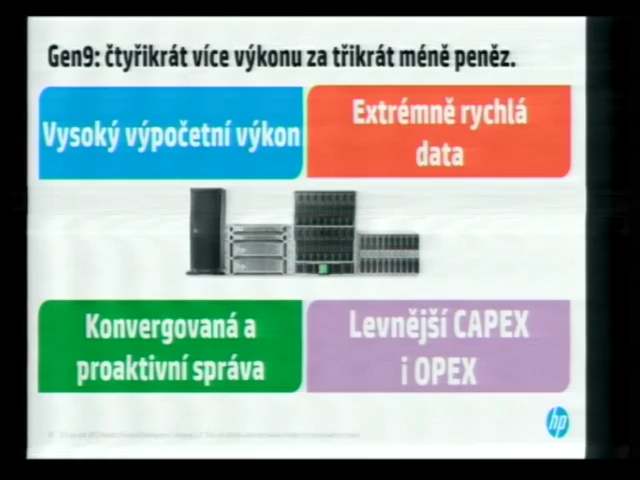 Gen9: čtyřikrát více výkonu za třikrát méně peněz.
Vysoký výpočetní výkon
Extrémně rychlá
data
Konvergovaná a
proaktivní správa
Levnější CAPEX
i OPEX
hp